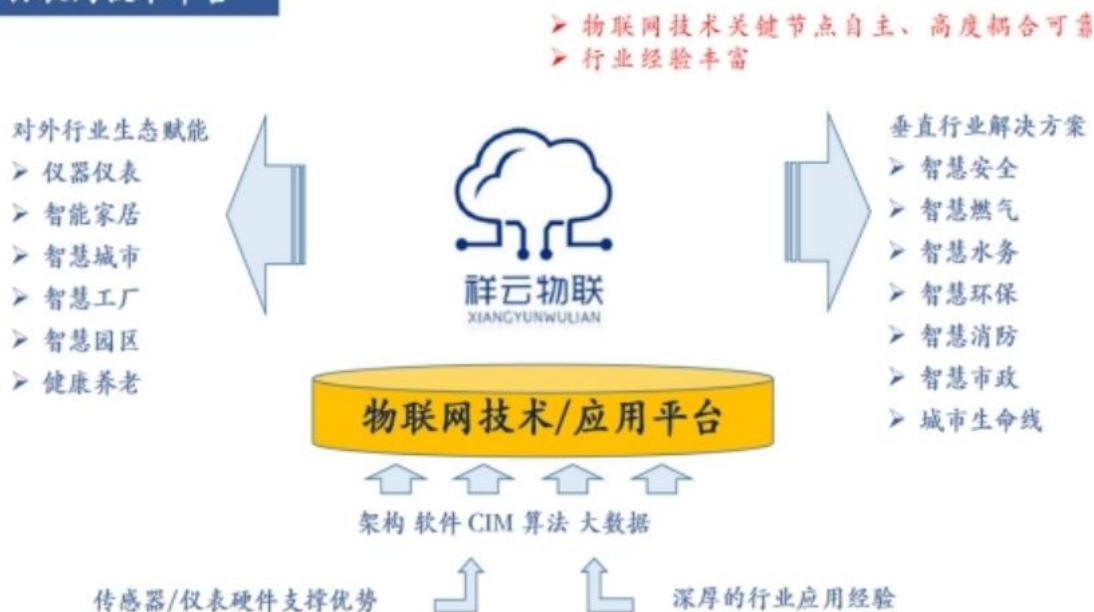 物联网技术关键节点自主、高度耦合可靠
行业经验丰富
对外行业生态赋能
仪器仪表
智能家居
智慧城市
智慧工厂
智慧园区
健康养老
祥云物联
XIANGYUNWULIAN
垂直行业解决方案
智慧安全
智慧燃气
智慧水务
智慧环保
智慧消防
智慧市政
城市生命线
物联网技术/应用平台
架构 软件 CIM 算法 大数据
传感器/仪表硬件支撑优势
深厚的行业应用经验